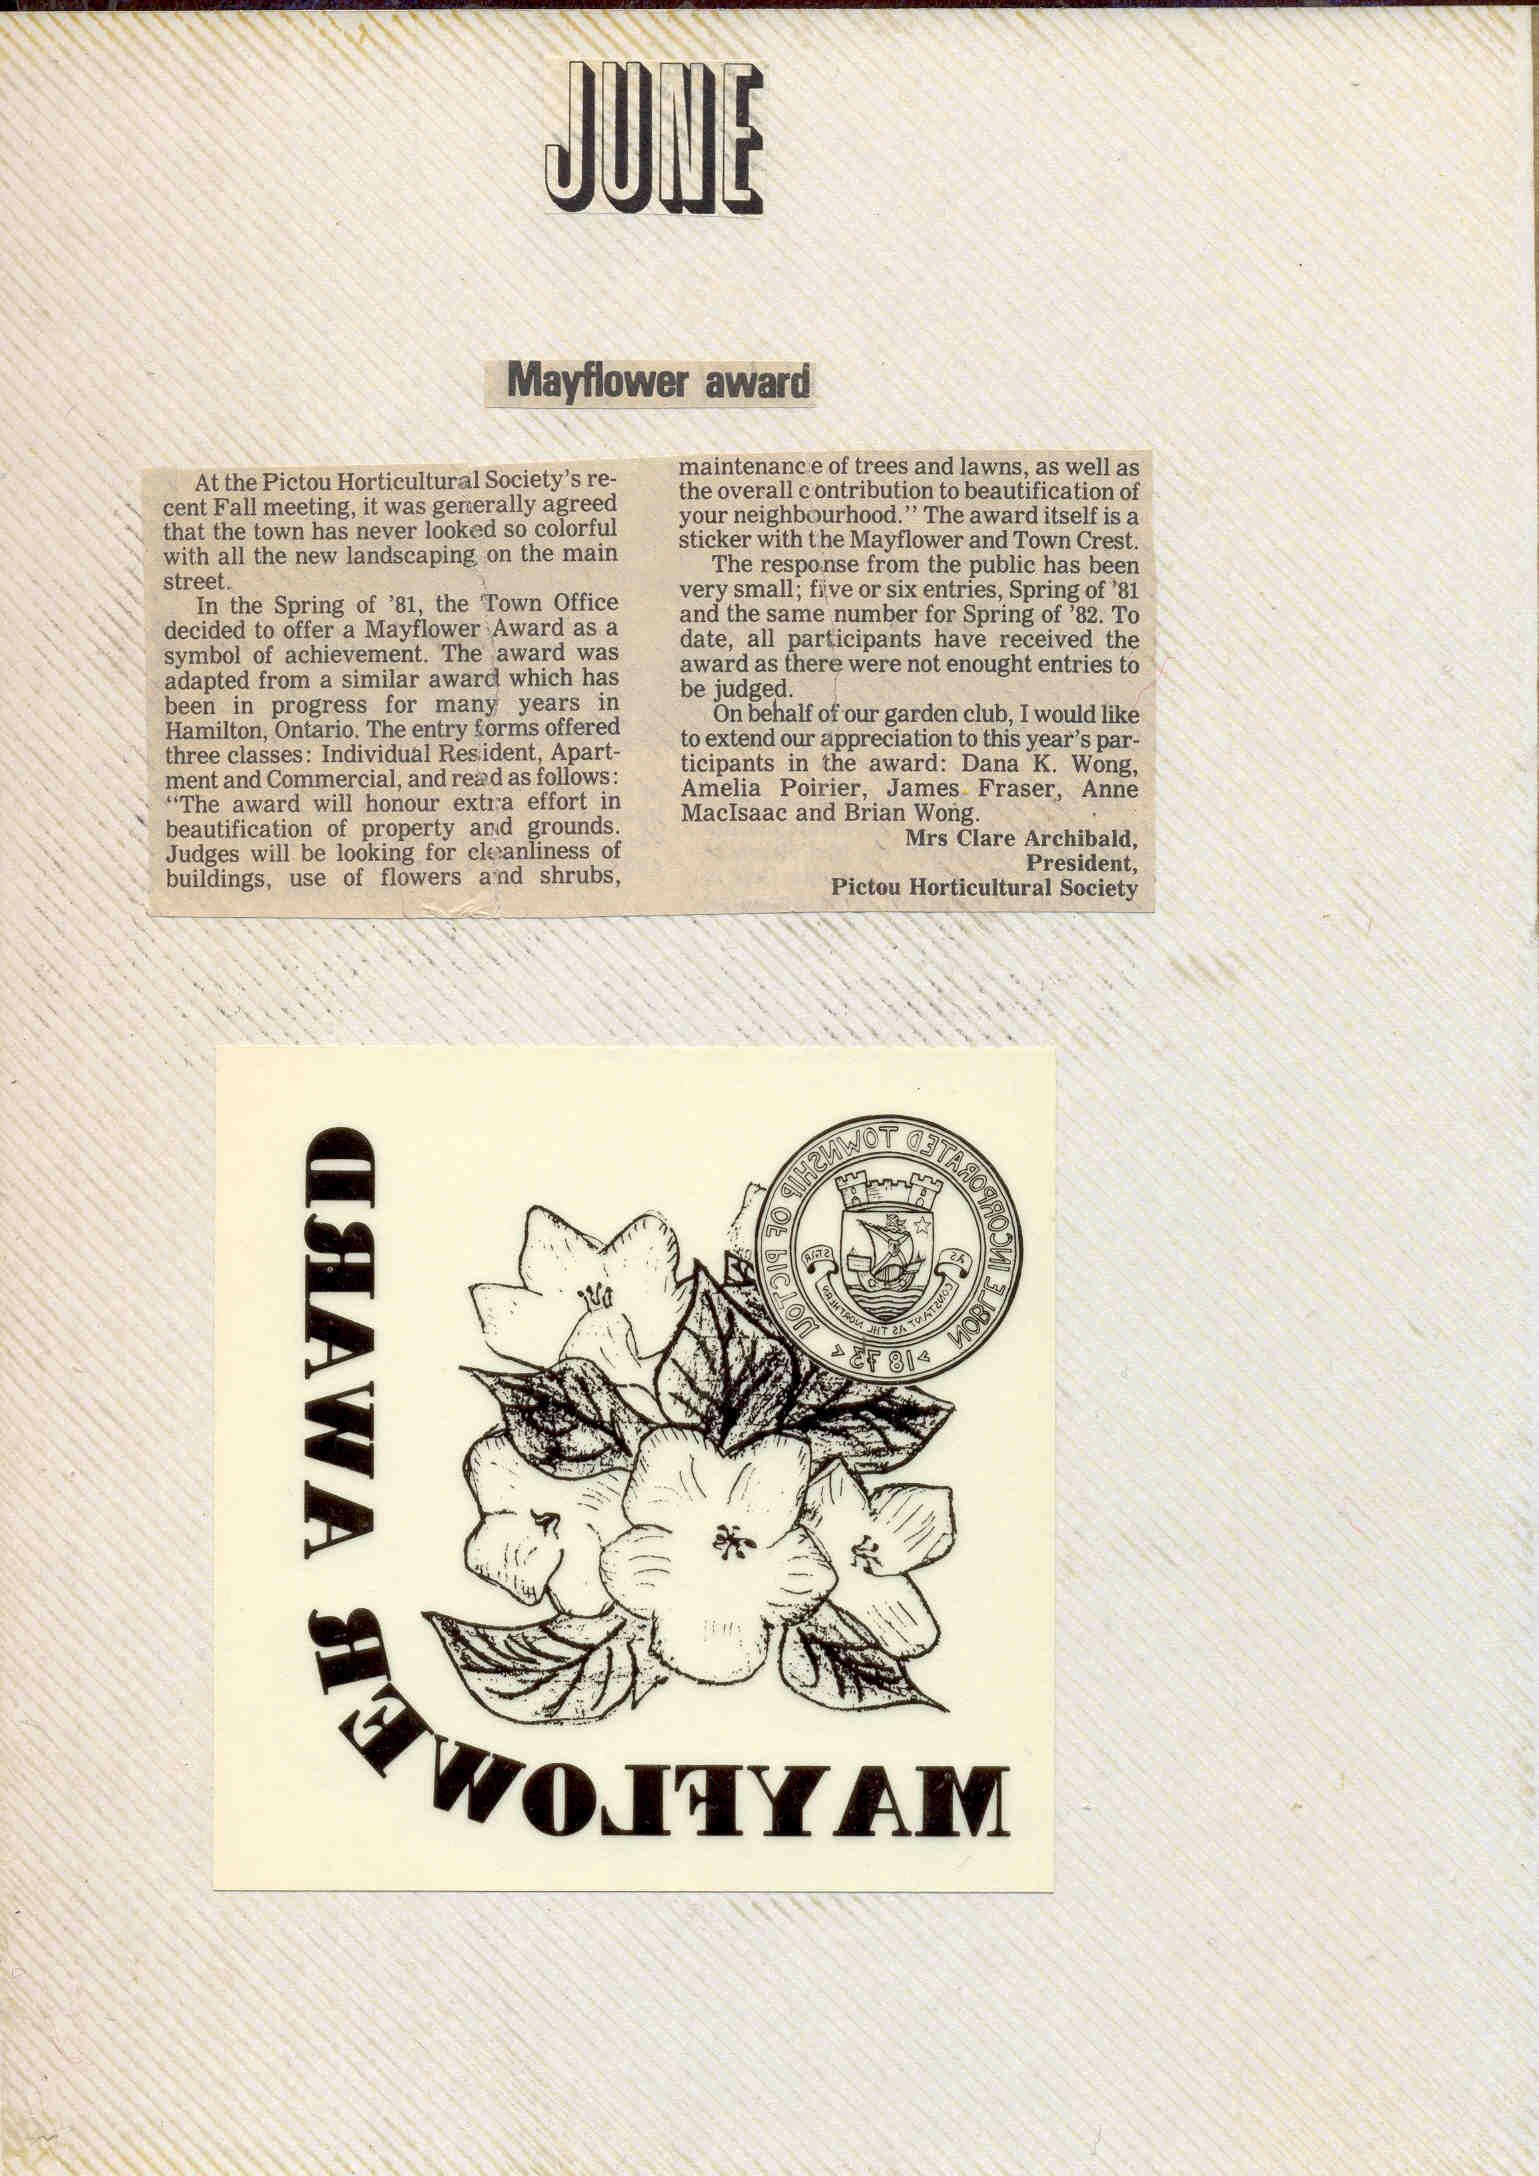 JUNE
Mayflower award
At the Pictou Horticultural Society's re-
cent Fall meeting, it was generally agreed
that the town has never looked so colorful
with all the new landscaping on the main
street.
In the Spring of '81, the Town Office
decided to offer a Mayflower Award as a
symbol of achievement. The award was
adapted from a similar award which has
been in progress for many years in
Hamilton, Ontario. The entry forms offered
three classes: Individual Resident, Apart-
ment and Commercial, and read as follows:
“The award will honour extra effort in
beautification of property and grounds.
Judges will be looking for cleanliness of
buildings, use of flowers and shrubs,
maintenance of trees and lawns, as well as
the overall contribution to beautification of
your neighbourhood.” The award itself is a
sticker with the Mayflower and Town Crest.
The response from the public has been
very small; five or six entries, Spring of '81
and the same number for Spring of '82. To
date, all participants have received the
award as there were not enought entries to
be judged.
On behalf of our garden club, I would like
to extend our appreciation to this year's par-
ticipants in the award: Dana K. Wong,
Amelia Poirier, James Fraser, Anne
MacIsaac and Brian Wong.
Mrs Clare Archibald,
President,
Pictou Horticultural Society
NOBLE INCORPORATED TOWNSHIP OF PICTOU
AS CONSTANT AS THE NORTHERN STAR
1873
MAYFLOWER AWARD